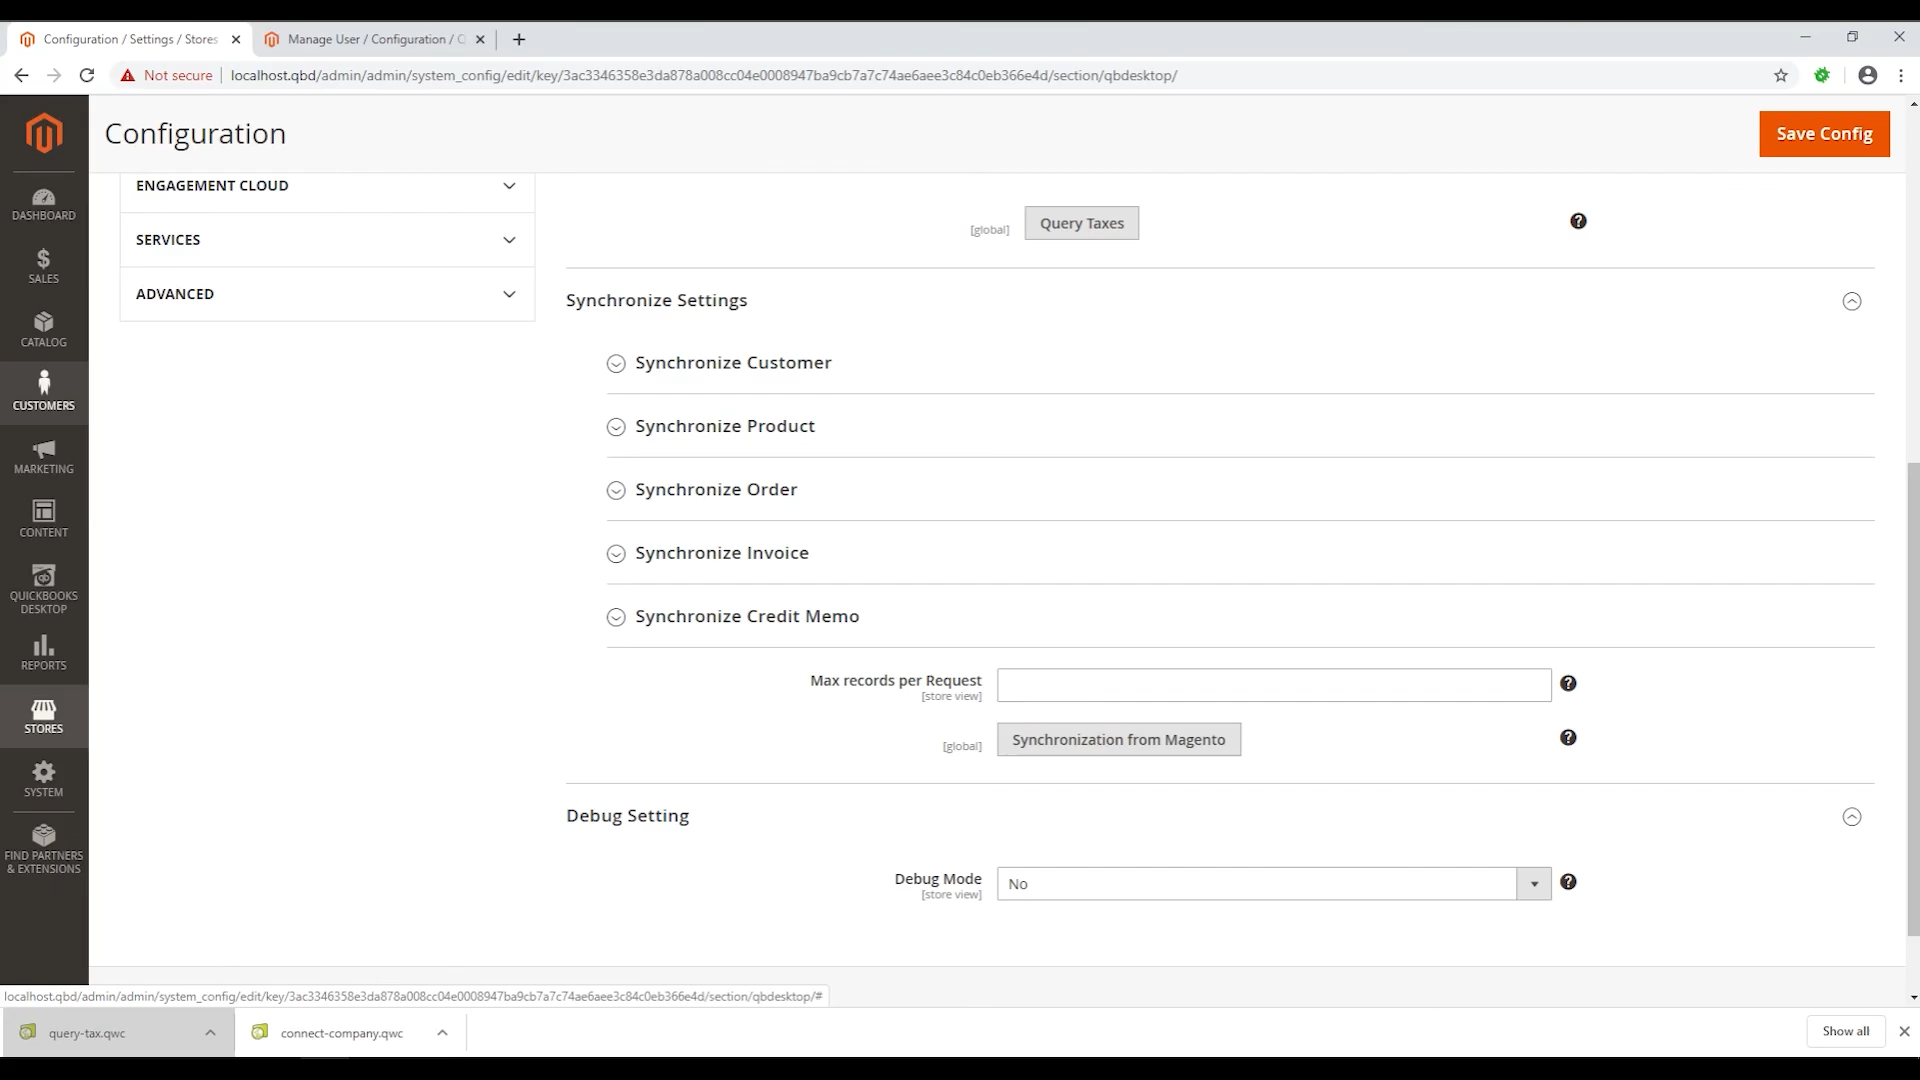 Configuration / Settings / Stores
Manage User / Configuration / Q
Not secure
localhost.qbd/admin/admin/system_config/edit/key/3ac3346358e3da878a008cc04e0008947ba9cb7a7c74ae6aee3c84c0eb366e4d/section/qbdesktop/
Configuration
Save Config
DASHBOARD
SALES
CATALOG
CUSTOMERS
MARKETING
CONTENT
QUICKBOOKS
DESKTOP
REPORTS
STORES
SYSTEM
FIND PARTNERS
& EXTENSIONS
ENGAGEMENT CLOUD
SERVICES
ADVANCED
[global]
Query Taxes
Synchronize Settings
Synchronize Customer
Synchronize Product
Synchronize Order
Synchronize Invoice
Synchronize Credit Memo
Max records per Request
[store view]
[global]
Synchronization from Magento
Debug Setting
Debug Mode
[store view]
No
localhost.qbd/admin/admin/system_config/edit/key/3ac3346358e3da878a008cc04e0008947ba9cb7a7c74ae6aee3c84c0eb366e4d/section/qbdesktop/#
query-tax.qwc
connect-company.qwc
Show all